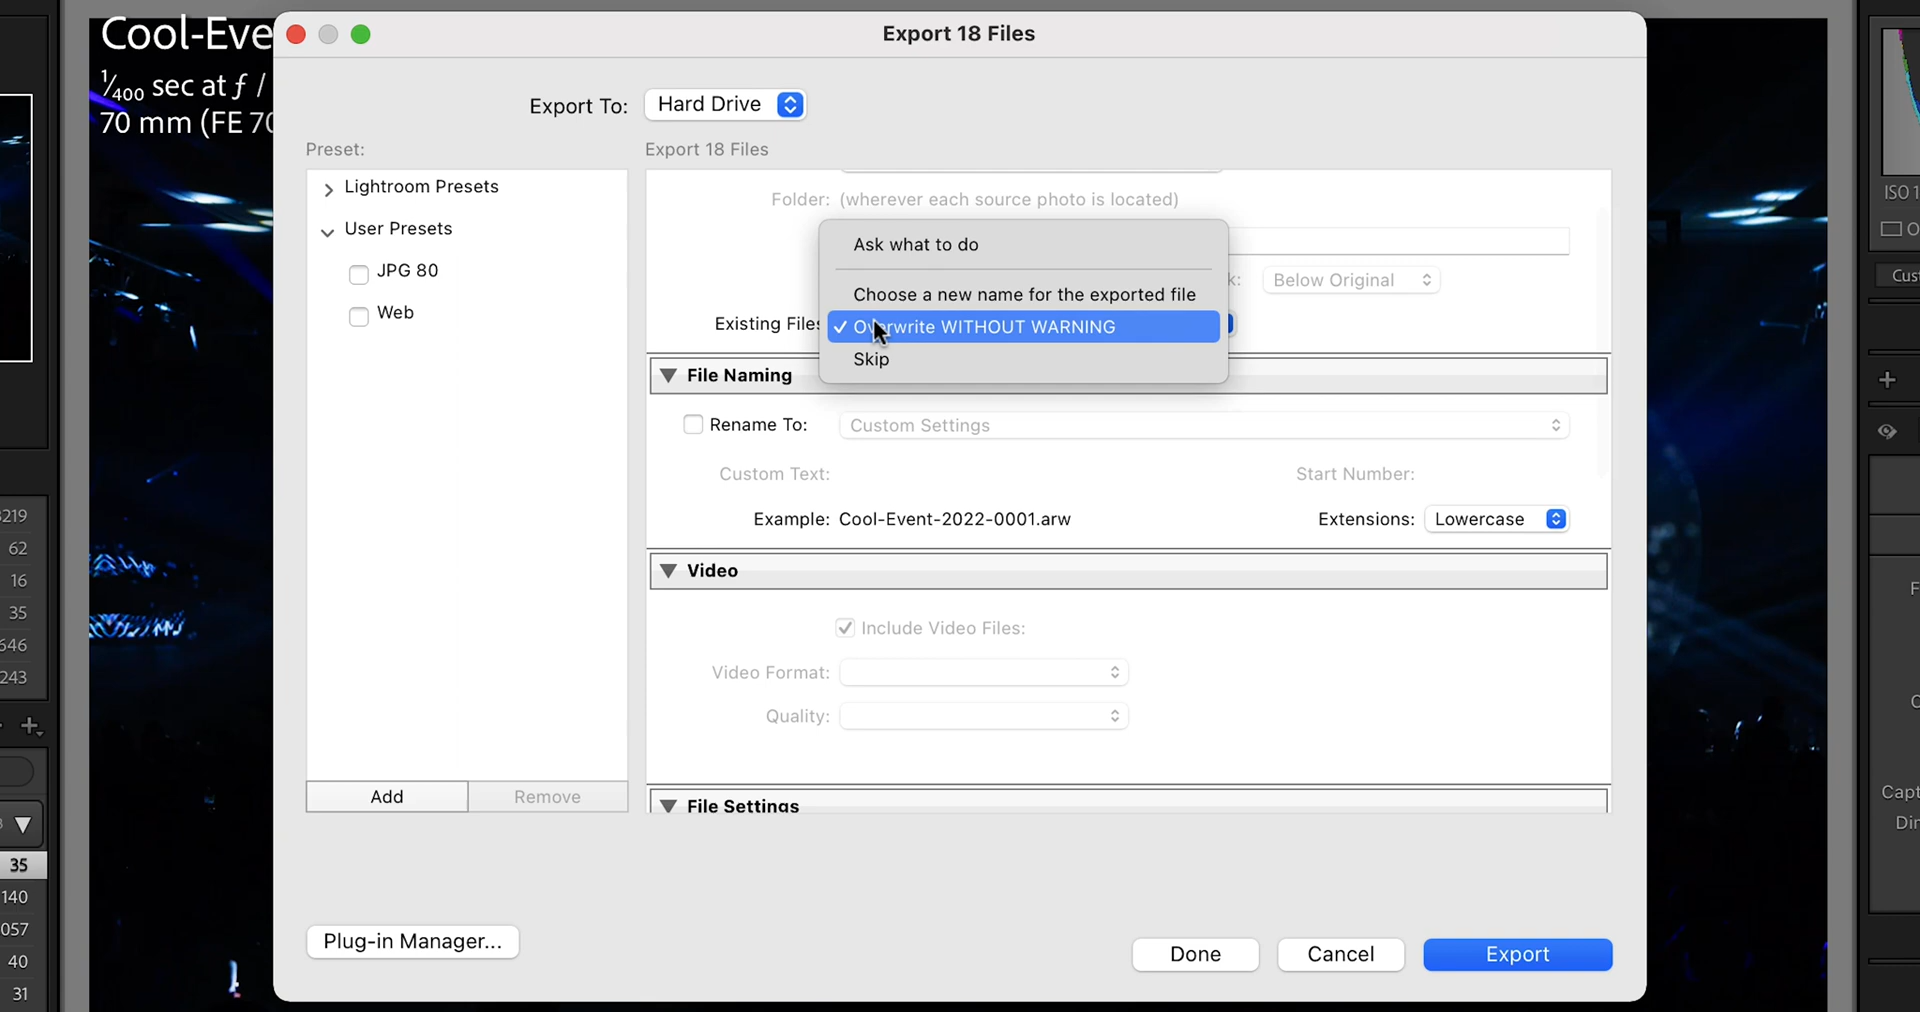 Cool-Eve
Export 18 Files
1/400 sec at ƒ /
70 mm (FE 70
Export To: Hard Drive
Preset:
Export 18 Files
Lightroom Presets
User Presets
JPG 80
Web
Add
Remove
Folder: (wherever each source photo is located)
Ask what to do
Choose a new name for the exported file
k: Below Original
Existing Files
Overwrite WITHOUT WARNING
Skip
File Naming
Rename To: Custom Settings
Custom Text:
Start Number:
Example: Cool-Event-2022-0001.arw
Extensions: Lowercase
Video
Include Video Files:
Video Format:
Quality:
File Settings
Plug-in Manager...
Done
Cancel
Export
3219
62
16
35
646
243
35
140
057
40
31
ISO 1
Cus
Capt
Dim